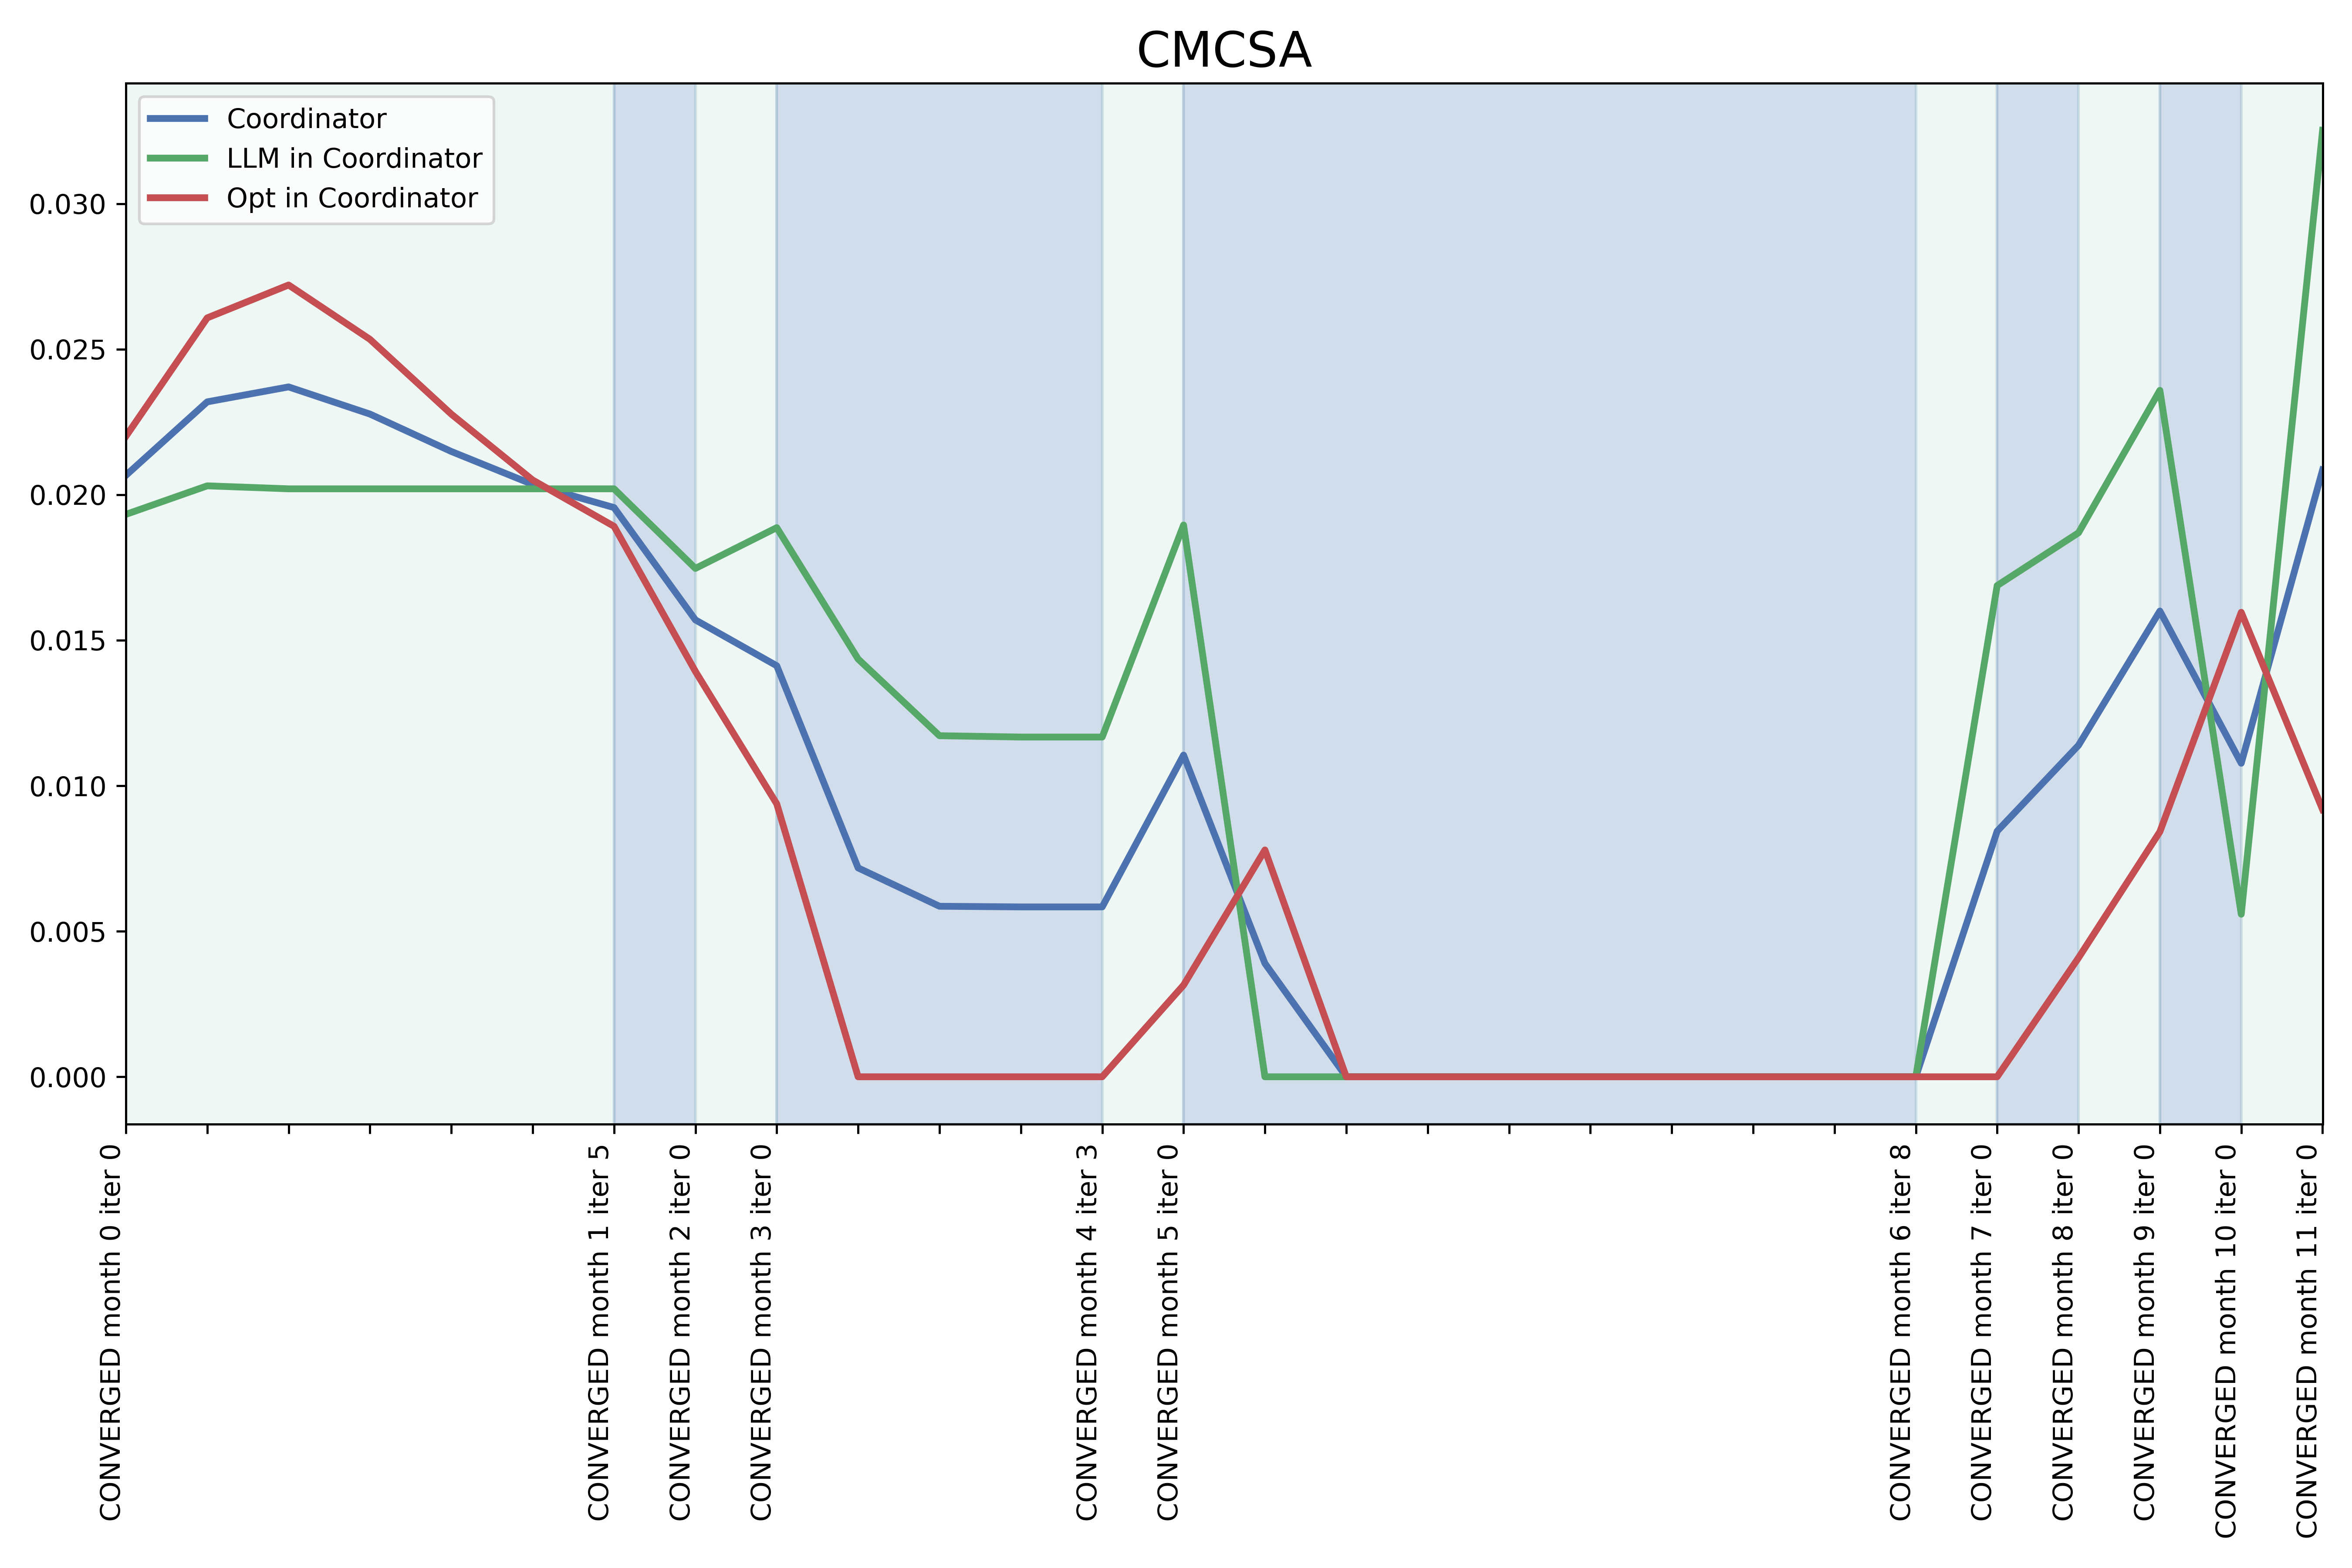 CMCSA
Coordinator
LLM in Coordinator
Opt in Coordinator
0.030
0.025
0.020
0.015
0.010
0.005
0.000
CONVERGED month 0 iter 0
CONVERGED month 1 iter 5
CONVERGED month 2 iter 0
CONVERGED month 3 iter 0
CONVERGED month 4 iter 3
CONVERGED month 5 iter 0
CONVERGED month 6 iter 8
CONVERGED month 7 iter 0
CONVERGED month 8 iter 0
CONVERGED month 9 iter 0
CONVERGED month 10 iter 0
CONVERGED month 11 iter 0